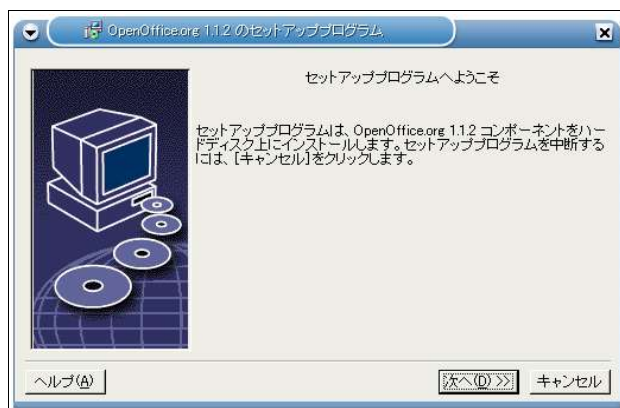 OpenOffice.org 1.1.2 のセットアッププログラム
セットアッププログラムへようこそ
セットアッププログラムは、OpenOffice.org 1.1.2 コンポーネントをハー
ドディスク上にインストールします。セットアッププログラムを中断する
には、[キャンセル]をクリックします。
ヘルプ(A)
次へ(D) >>
キャンセル